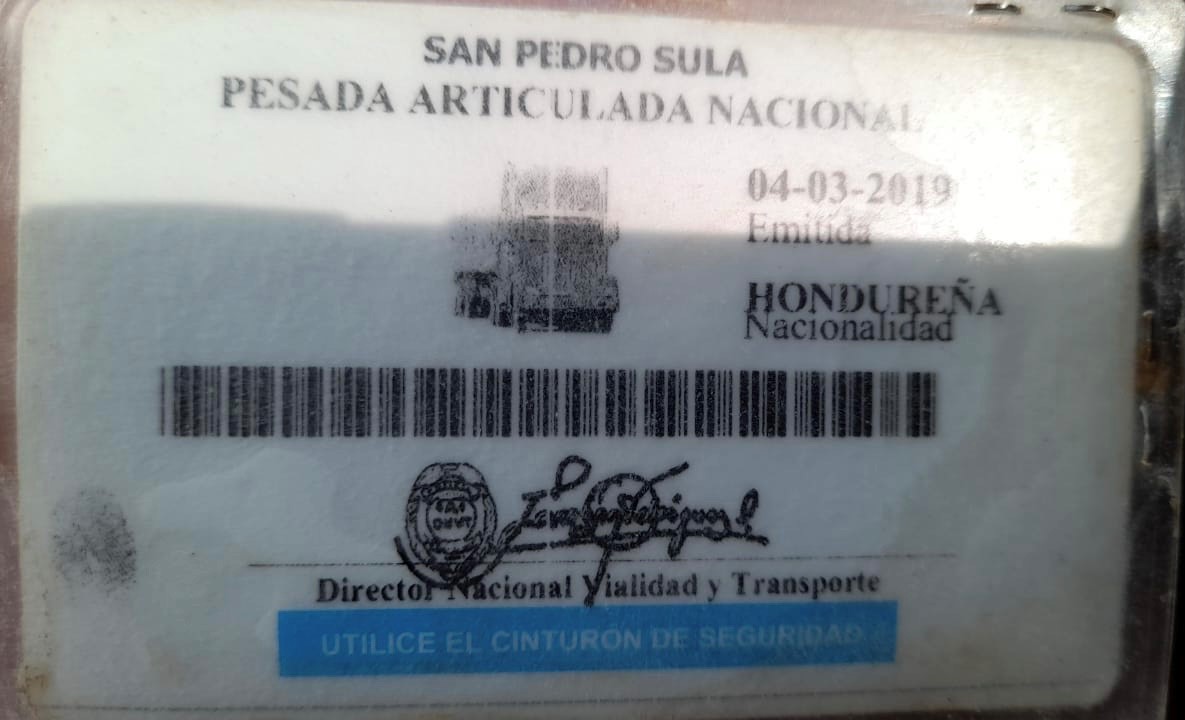 SAN PEDRO SULA
PESADA ARTICULADA NACIONAL
04-03-2019
Emitida
HONDUREÑA
Nacionalidad
Director Nacional Vialidad y Transporte
UTILICE EL CINTURÓN DE SEGURIDAD